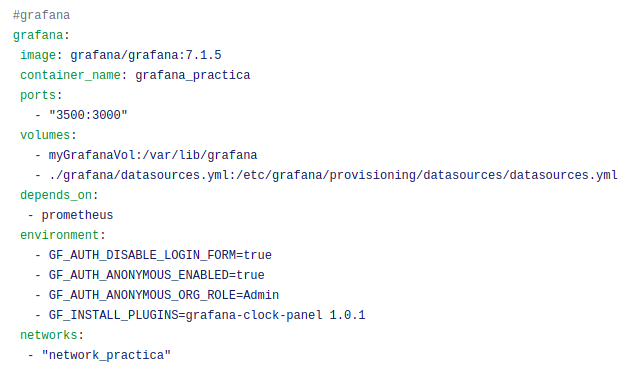 #grafana
grafana:
 image: grafana/grafana:7.1.5
 container_name: grafana_practica
 ports:
   - "3500:3000"
 volumes:
   - myGrafanaVol:/var/lib/grafana
   - ./grafana/datasources.yml:/etc/grafana/provisioning/datasources/datasources.yml
 depends_on:
  - prometheus
 environment:
   - GF_AUTH_DISABLE_LOGIN_FORM=true
   - GF_AUTH_ANONYMOUS_ENABLED=true
   - GF_AUTH_ANONYMOUS_ORG_ROLE=Admin
   - GF_INSTALL_PLUGINS=grafana-clock-panel 1.0.1
 networks:
  - "network_practica"